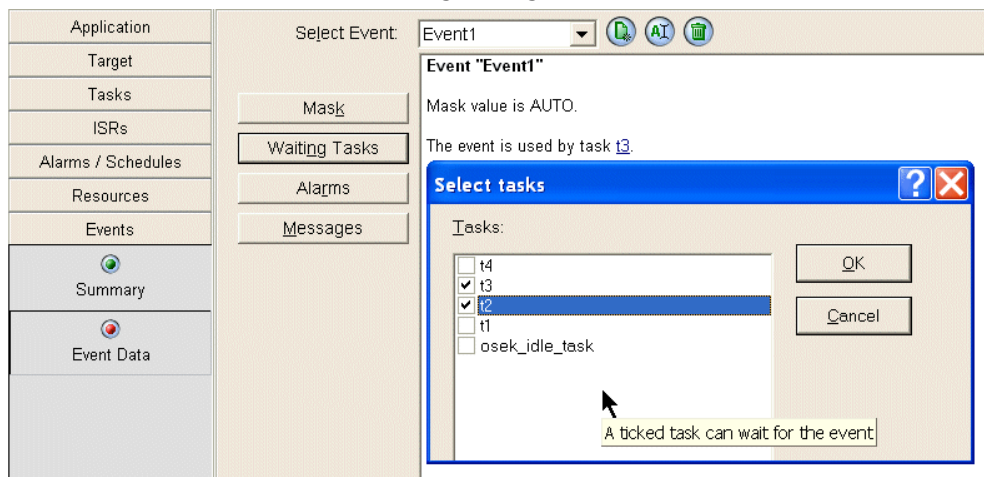 Application
Target
Tasks
ISRs
Alarms / Schedules
Resources
Events
Summary
Event Data
Select Event:
Event1
AI
Mask
Waiting Tasks
Alarms
Messages
Event "Event1"
Mask value is AUTO.
The event is used by task t3.
Select tasks
?
Tasks:
t4
t3
t2
t1
osek_idle_task
OK
Cancel
A ticked task can wait for the event